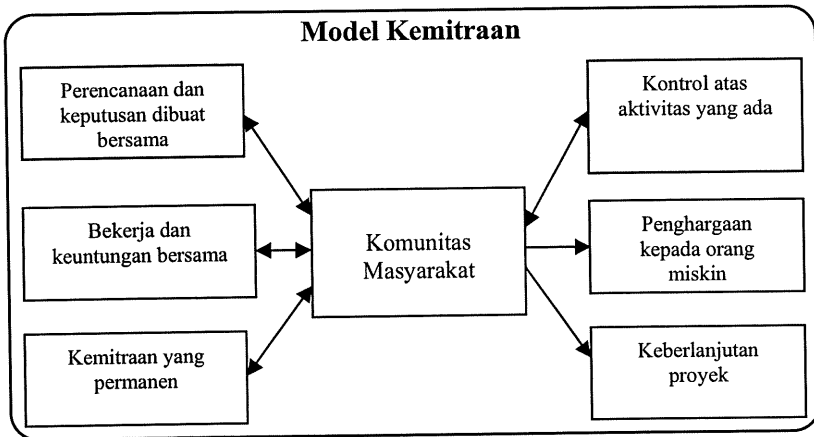 Model Kemitraan
Perencanaan dan
keputusan dibuat
bersama
Bekerja dan
keuntungan bersama
Kemitraan yang
permanen
Komunitas
Masyarakat
Kontrol atas
aktivitas yang ada
Penghargaan
kepada orang
miskin
Keberlanjutan
proyek